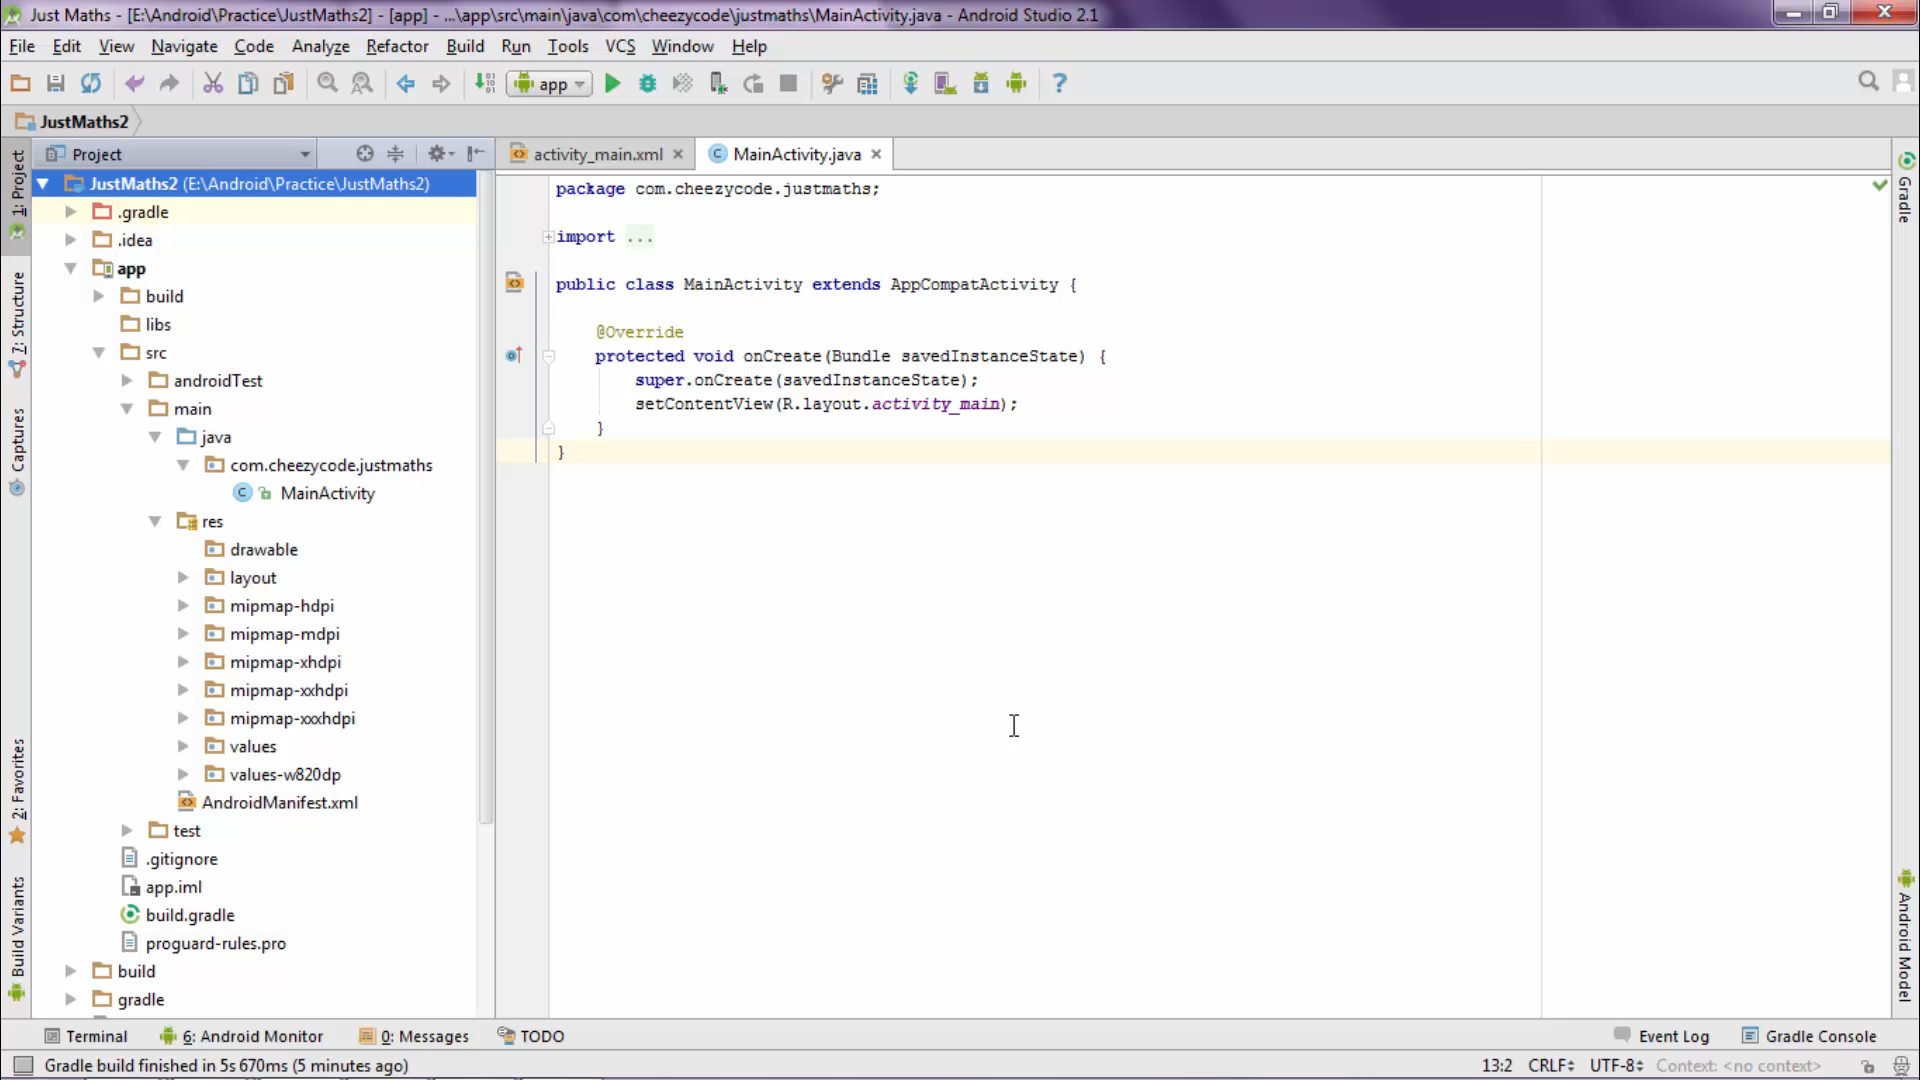 Just Maths - [E:\Android\Practice\JustMaths2] - [app] - ...\app\src\main\java\com\cheezycode\justmaths\MainActivity.java - Android Studio 2.1
File Edit View Navigate Code Analyze Refactor Build Run Tools VCS Window Help
app
JustMaths2
1: Project
7: Structure
Captures
2: Favorites
Build Variants
Project
JustMaths2 (E:\Android\Practice\JustMaths2)
.gradle
.idea
app
build
libs
src
androidTest
main
java
com.cheezycode.justmaths
MainActivity
res
drawable
layout
mipmap-hdpi
mipmap-mdpi
mipmap-xhdpi
mipmap-xxhdpi
mipmap-xxxhdpi
values
values-w820dp
AndroidManifest.xml
test
.gitignore
app.iml
build.gradle
proguard-rules.pro
build
gradle
activity_main.xml MainActivity.java
package com.cheezycode.justmaths;
import ...
public class MainActivity extends AppCompatActivity {
@Override
protected void onCreate(Bundle savedInstanceState) {
super.onCreate(savedInstanceState);
setContentView(R.layout.activity_main);
}
}
Gradle
Android Model
Terminal 6: Android Monitor 0: Messages TODO Event Log Gradle Console
Gradle build finished in 5s 670ms (5 minutes ago) 13:2 CRLF UTF-8 Context: <no context>